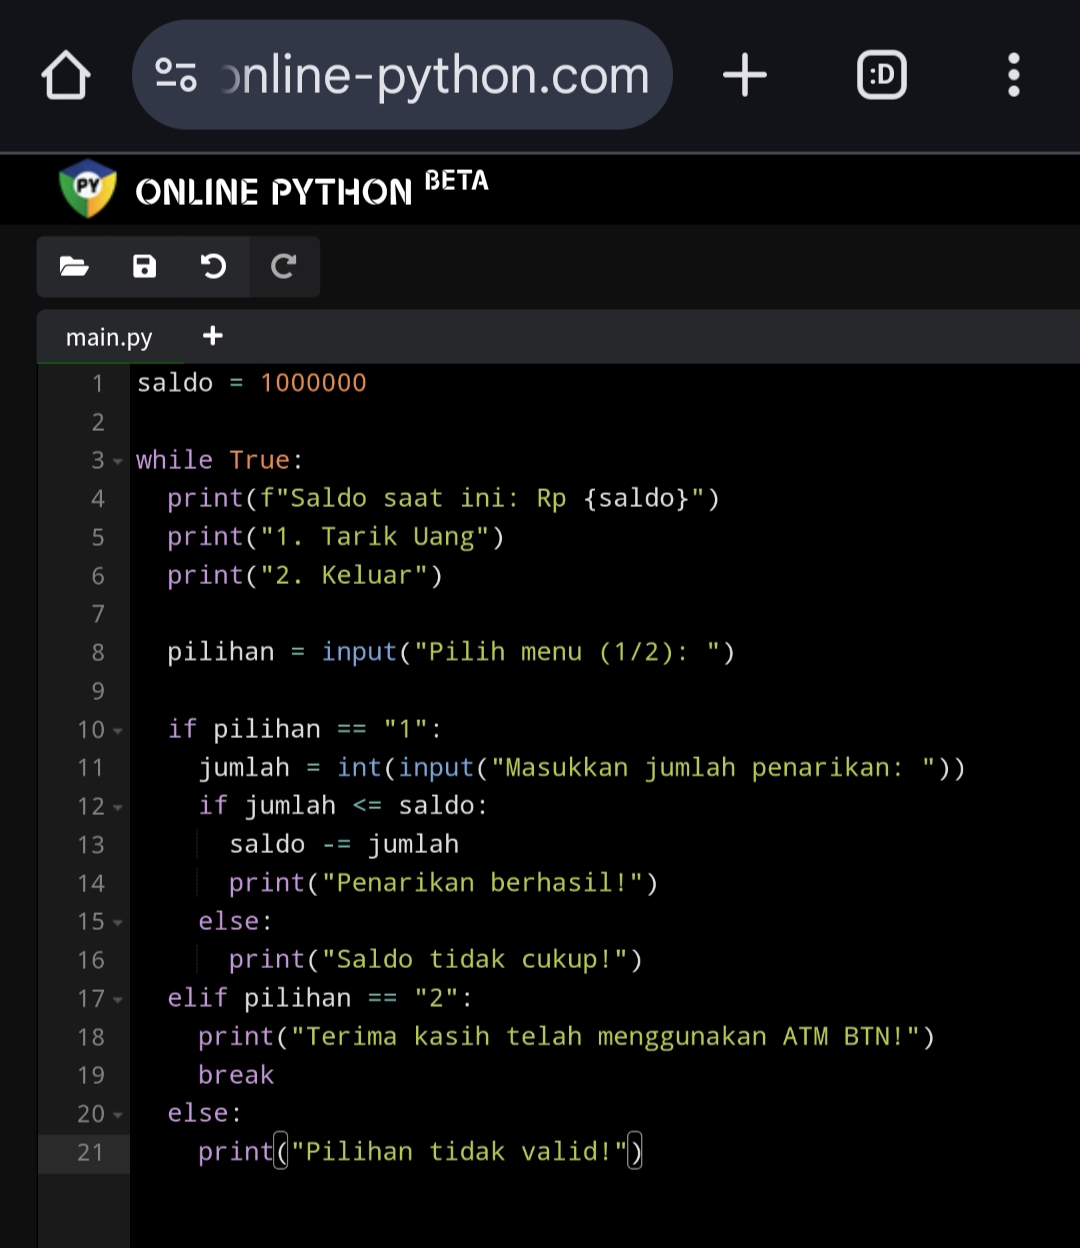 nline-python.com
:D
PY ONLINE PYTHON BETA
main.py +
1 saldo = 1000000
2
3 while True:
4   print(f"Saldo saat ini: Rp {saldo}")
5   print("1. Tarik Uang")
6   print("2. Keluar")
7
8   pilihan = input("Pilih menu (1/2): ")
9
10   if pilihan == "1":
11     jumlah = int(input("Masukkan jumlah penarikan: "))
12     if jumlah <= saldo:
13       saldo -= jumlah
14       print("Penarikan berhasil!")
15     else:
16       print("Saldo tidak cukup!")
17   elif pilihan == "2":
18     print("Terima kasih telah menggunakan ATM BTN!")
19     break
20   else:
21     print("Pilihan tidak valid!")